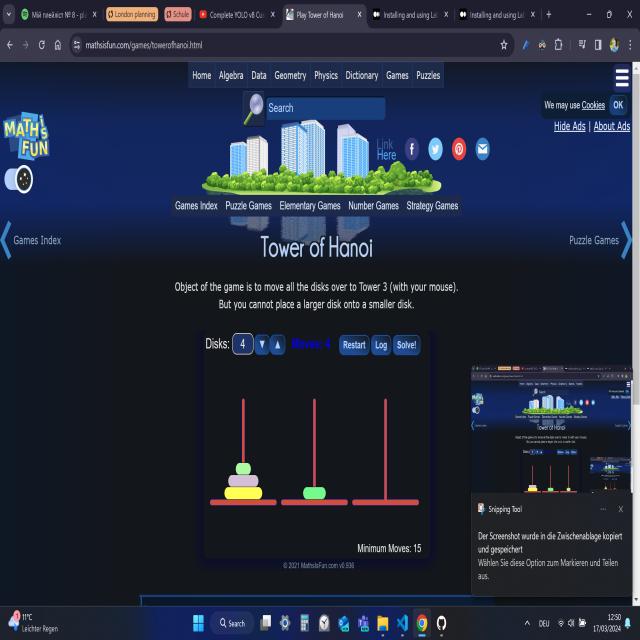 Мій плейліст № 8 - pl
London planning
Schule
Complete YOLO v8 Cus
Play Tower of Hanoi
Installing and using La
Installing and using La
mathsisfun.com/games/towerofhanoi.html
Home Algebra Data Geometry Physics Dictionary Games Puzzles
Search
We may use Cookies OK
Hide Ads | About Ads
MATH IS FUN
Link Here
Games Index Puzzle Games Elementary Games Number Games Strategy Games
Games Index
Puzzle Games
Tower of Hanoi
Object of the game is to move all the disks over to Tower 3 (with your mouse).
But you cannot place a larger disk onto a smaller disk.
Disks: 4 ▼ ▲ Moves: 4 Restart Log Solve!
Minimum Moves: 15
© 2021 MathsIsFun.com v0.936
Snipping Tool
Der Screenshot wurde in die Zwischenablage kopiert
und gespeichert
Wählen Sie diese Option zum Markieren und Teilen
aus.
11°C
Leichter Regen
Search
DEU
12:50
17/03/2024